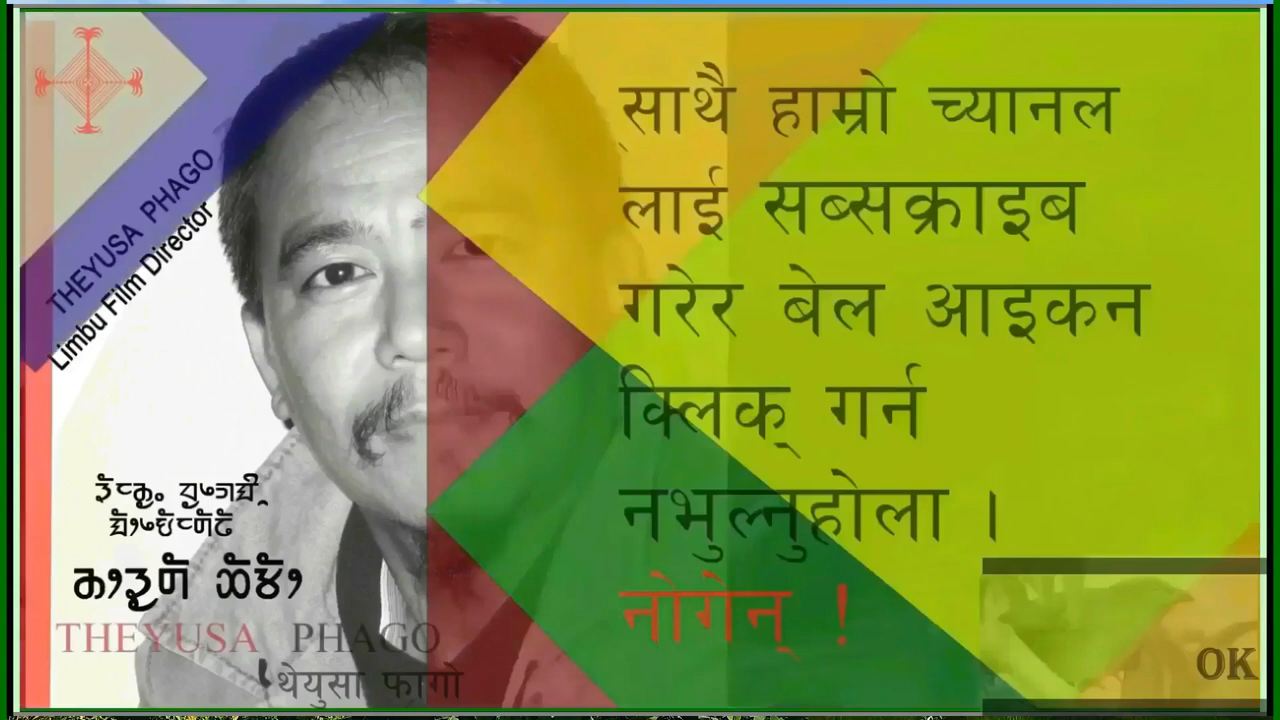 THEYUSA PHAGO
Limbu Film Director
साथै हाम्रो च्यानल
लाई सब्सक्राइब
गरेर बेल आइकन
क्लिक् गर्न
नभुल्नुहोला ।
नोगेन् !
THEYUSA PHAGO
थेयुसा फागो
OK